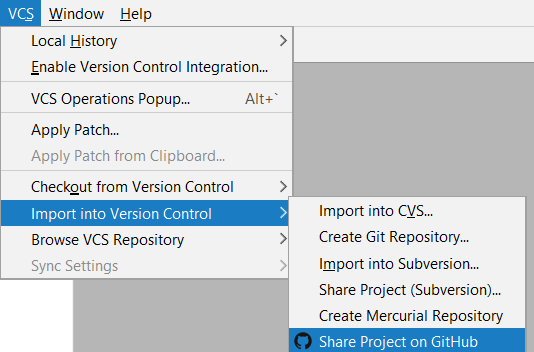 VCS Window Help
Local History
Enable Version Control Integration...
VCS Operations Popup... Alt+`
Apply Patch...
Apply Patch from Clipboard...
Checkout from Version Control
Import into Version Control
Browse VCS Repository
Sync Settings
Import into CVS...
Create Git Repository...
Import into Subversion...
Share Project (Subversion)...
Create Mercurial Repository
Share Project on GitHub